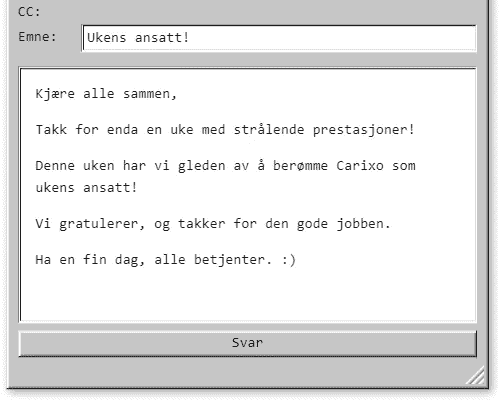 CC:
Emne: Ukens ansatt!
Kjære alle sammen,
Takk for enda en uke med strålende prestasjoner!
Denne uken har vi gleden av å berømme Carixo som
ukens ansatt!
Vi gratulerer, og takker for den gode jobben.
Ha en fin dag, alle betjenter. :)
Svar